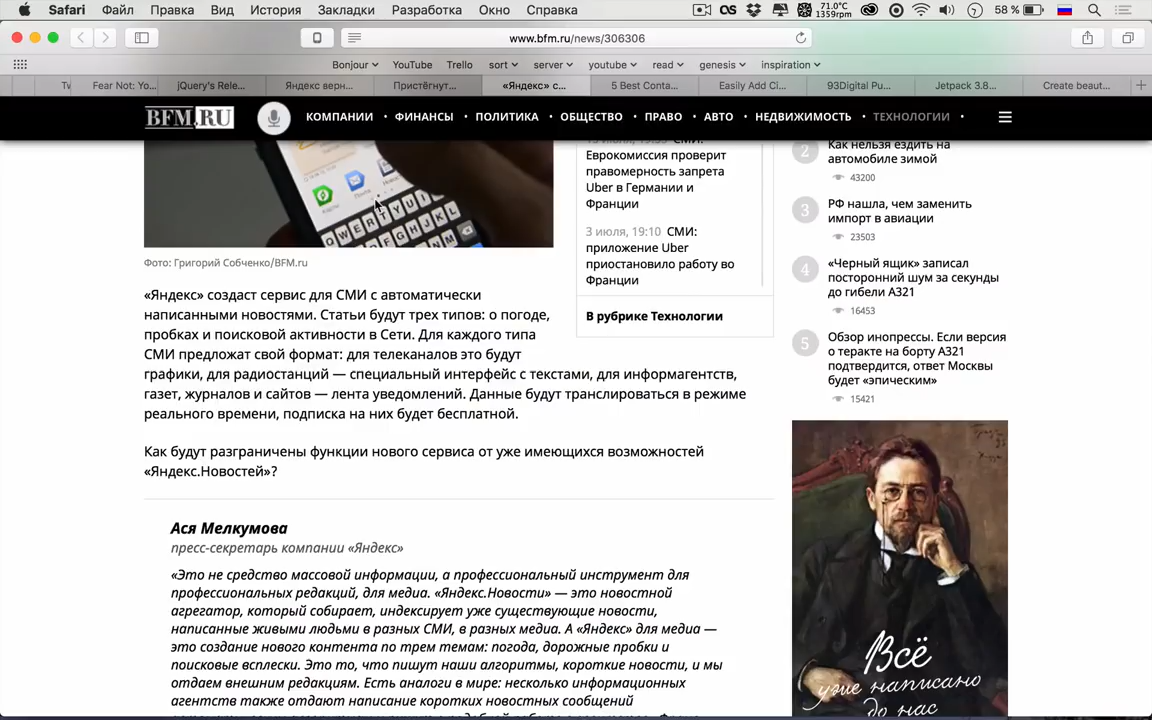 Safari Файл Правка Вид История Закладки Разработка Окно Справка
71.0°C
1359rpm
58 %
www.bfm.ru/news/306306
Bonjour YouTube Trello sort server youtube read genesis inspiration
Tw Fear Not: Yo... jQuery's Rele... Яндекс верн... Пристёгнут... «Яндекс» с... 5 Best Conta... Easily Add Ci... 93Digital Pu... Jetpack 3.8... Create beaut...
BFM.RU КОМПАНИИ • ФИНАНСЫ • ПОЛИТИКА • ОБЩЕСТВО • ПРАВО • АВТО • НЕДВИЖИМОСТЬ • ТЕХНОЛОГИИ •
Фото: Григорий Собченко/BFM.ru
«Яндекс» создаст сервис для СМИ с автоматически
написанными новостями. Статьи будут трех типов: о погоде,
пробках и поисковой активности в Сети. Для каждого типа
СМИ предложат свой формат: для телеканалов это будут
графики, для радиостанций — специальный интерфейс с текстами, для информагентств,
газет, журналов и сайтов — лента уведомлений. Данные будут транслироваться в режиме
реального времени, подписка на них будет бесплатной.
Как будут разграничены функции нового сервиса от уже имеющихся возможностей
«Яндекс.Новостей»?
Ася Мелкумова
пресс-секретарь компании «Яндекс»
«Это не средство массовой информации, а профессиональный инструмент для
профессиональных редакций, для медиа. «Яндекс.Новости» — это новостной
агрегатор, который собирает, индексирует уже существующие новости,
написанные живыми людьми в разных СМИ, в разных медиа. А «Яндекс» для медиа —
это создание нового контента по трем темам: погода, дорожные пробки и
поисковые всплески. Это то, что пишут наши алгоритмы, короткие новости, и мы
отдаем внешним редакциям. Есть аналоги в мире: несколько информационных
агентств также отдают написание коротких новостных сообщений
СМИ:
Еврокомиссия проверит
правомерность запрета
Uber в Германии и
Франции
3 июля, 19:10 СМИ:
приложение Uber
приостановило работу во
Франции
В рубрике Технологии
2 Как нельзя ездить на
автомобиле зимой
43200
3 РФ нашла, чем заменить
импорт в авиации
23503
4 «Черный ящик» записал
посторонний шум за секунды
до гибели А321
16453
5 Обзор инопрессы. Если версия
о теракте на борту А321
подтвердится, ответ Москвы
будет «эпическим»
15421
Всё
уже написано
до нас